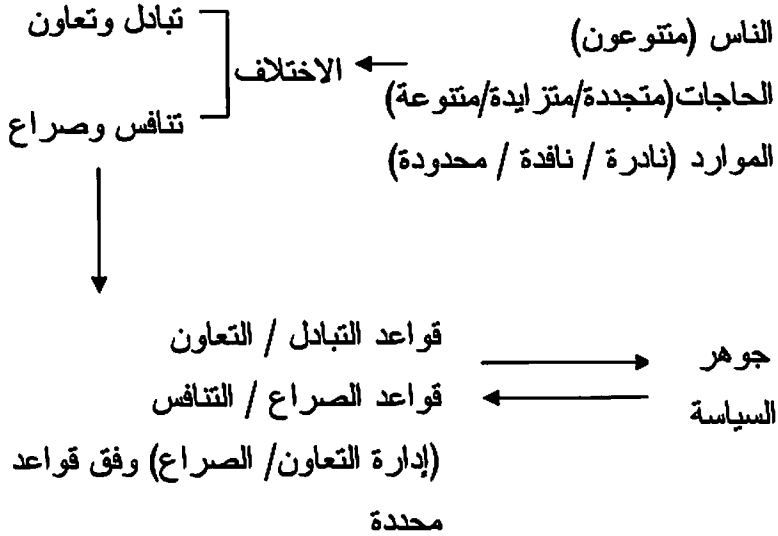 الناس (متنوعون)
الحاجات(متجددة/متزايدة/متنوعة)
الموارد (نادرة / نافدة / محدودة)
الاختلاف
تبادل وتعاون
تنافس وصراع
جوهر
السياسة
قواعد التبادل / التعاون
قواعد الصراع / التنافس
(إدارة التعاون/ الصراع) وفق قواعد
محددة